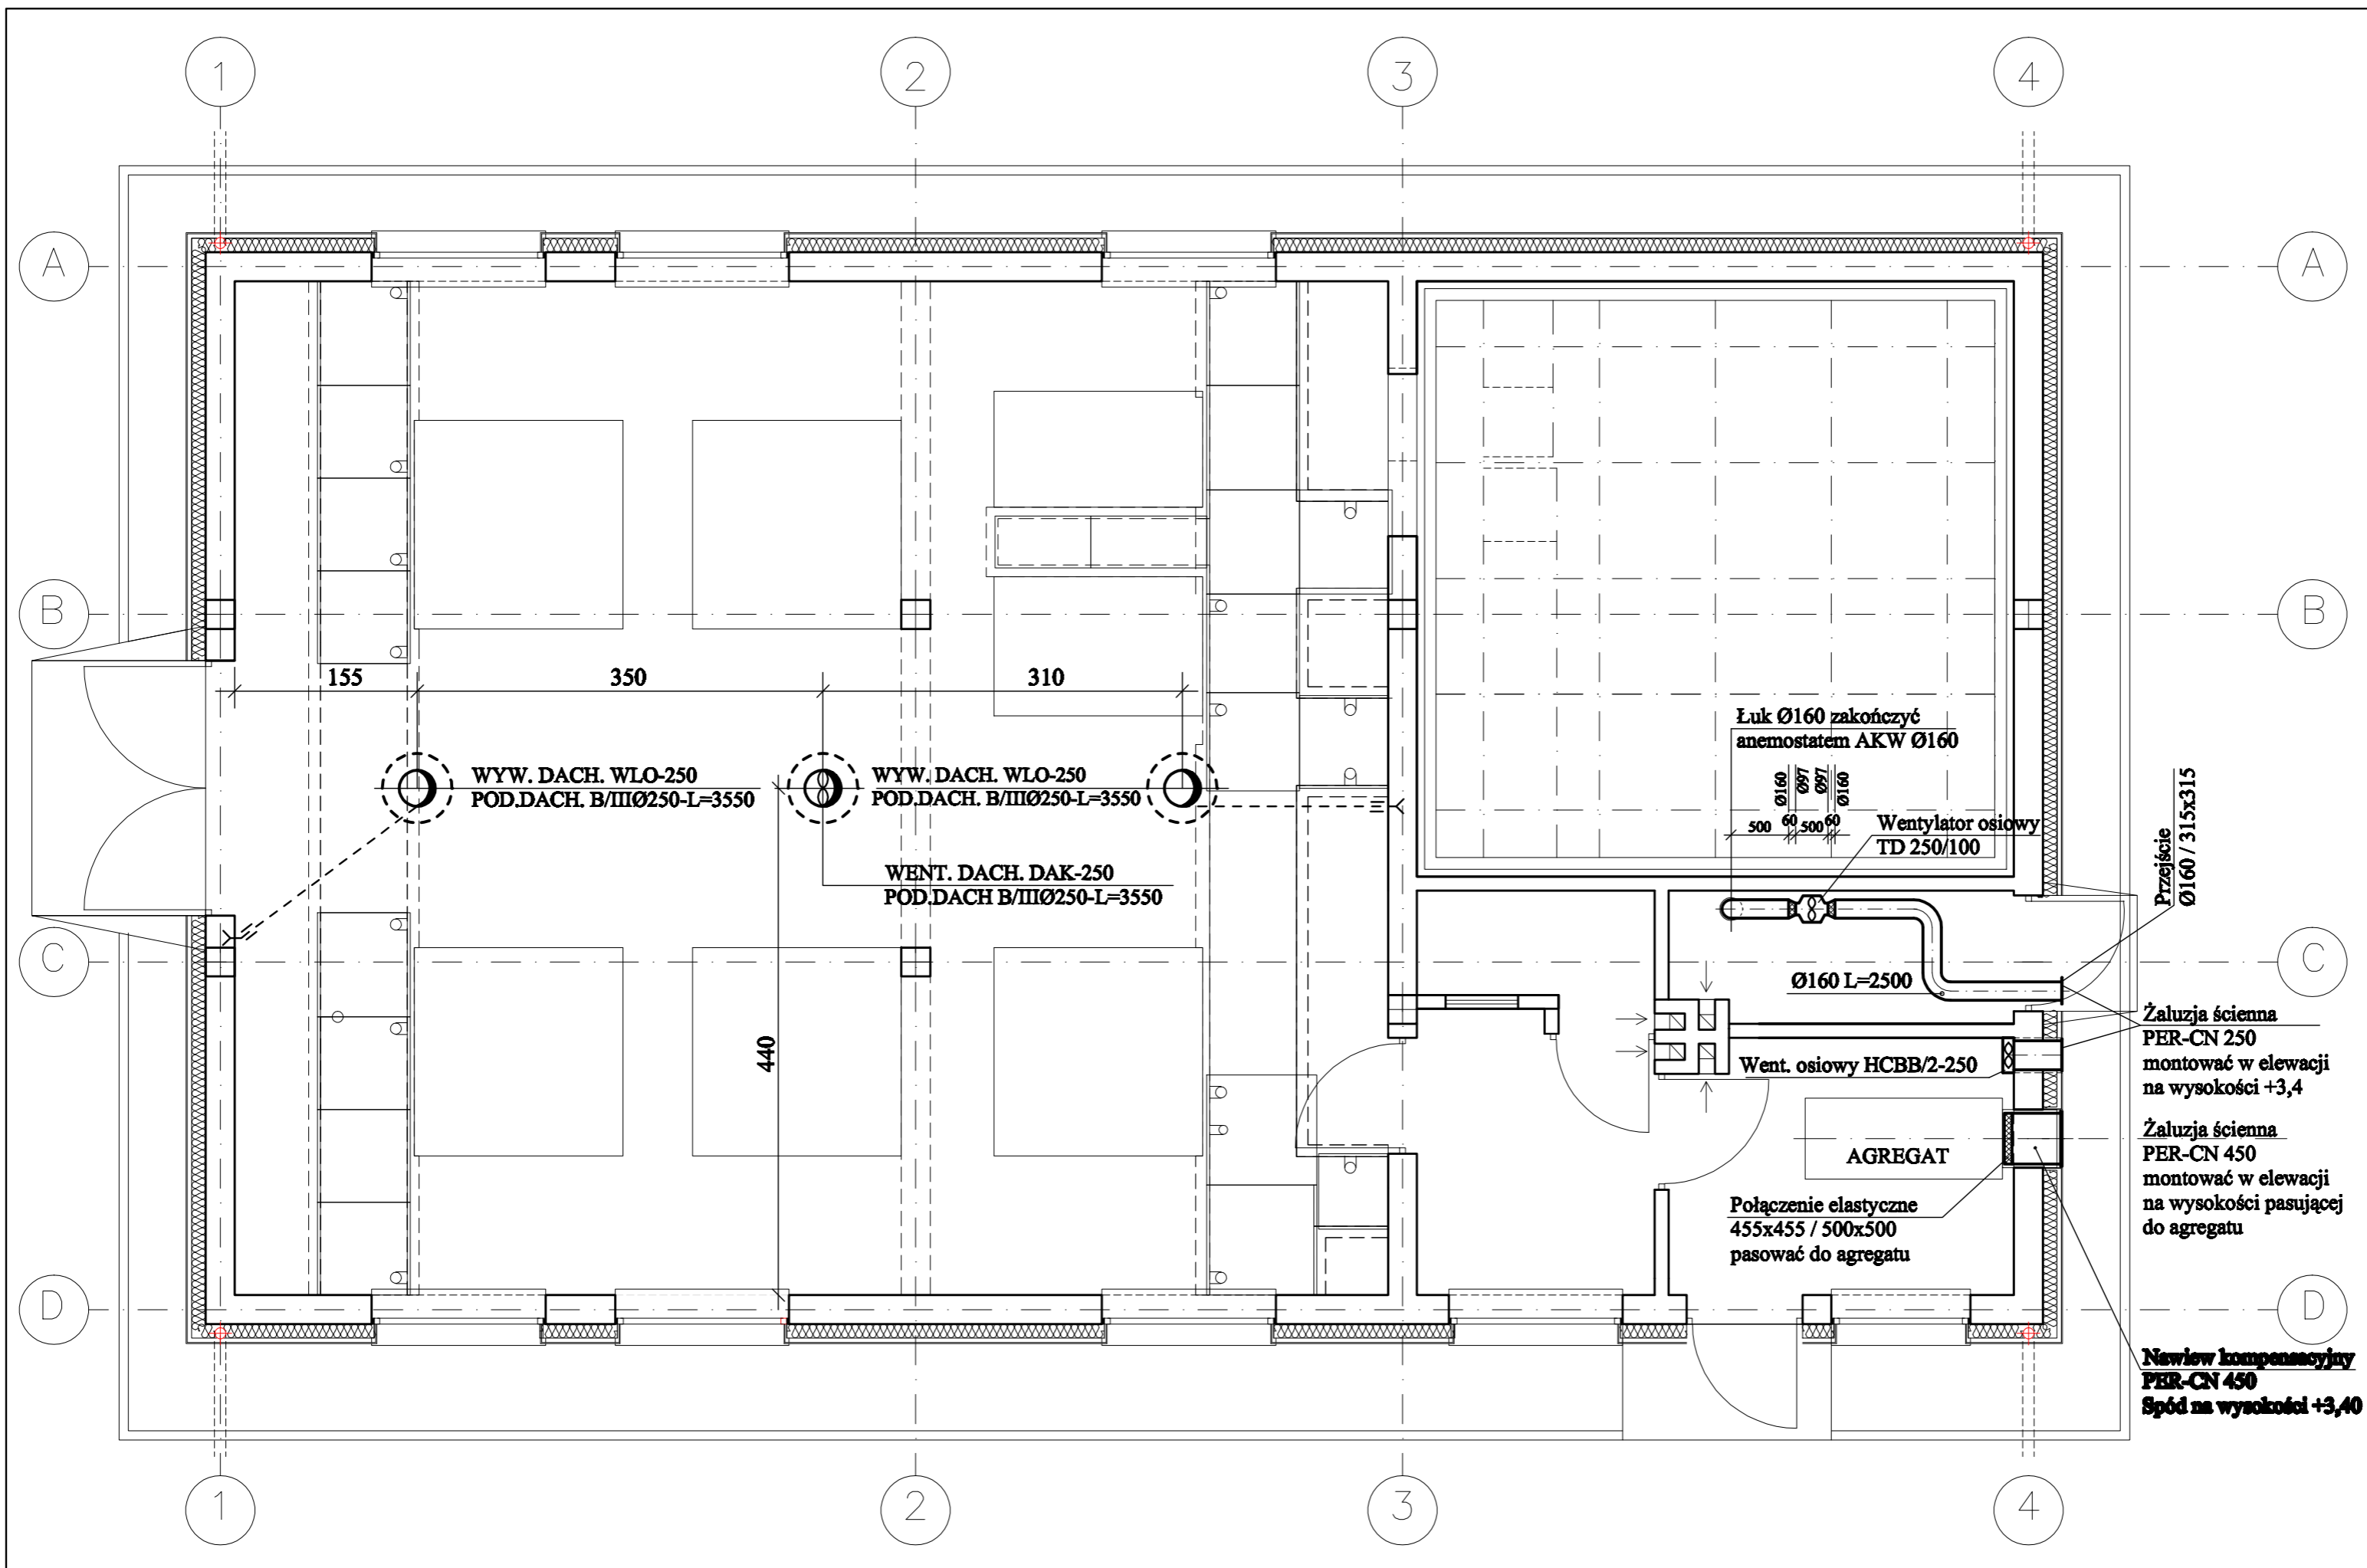 1
2
3
4
A
A
B
B
155
350
310
Łuk Ø160 zakończyć
anemostatem AKW Ø160
Ø160
Ø97
Ø97
Ø160
500
60
500
60
Wentylator osiowy
TD 250/100
Przejście
Ø160 / 315x315
WYW. DACH. WLO-250
POD.DACH. B/IIIØ250-L=3550
WYW. DACH. WLO-250
POD.DACH. B/IIIØ250-L=3550
WENT. DACH. DAK-250
POD.DACH B/IIIØ250-L=3550
C
C
Ø160 L=2500
440
Went. osiowy HCBB/2-250
Żaluzja ścienna
PER-CN 250
montować w elewacji
na wysokości +3,4
Żaluzja ścienna
PER-CN 450
montować w elewacji
na wysokości pasującej
do agregatu
AGREGAT
Połączenie elastyczne
455x455 / 500x500
pasować do agregatu
D
D
Nawiew kompensacyjny
PER-CN 450
Spód na wysokości +3,40
1
2
3
4